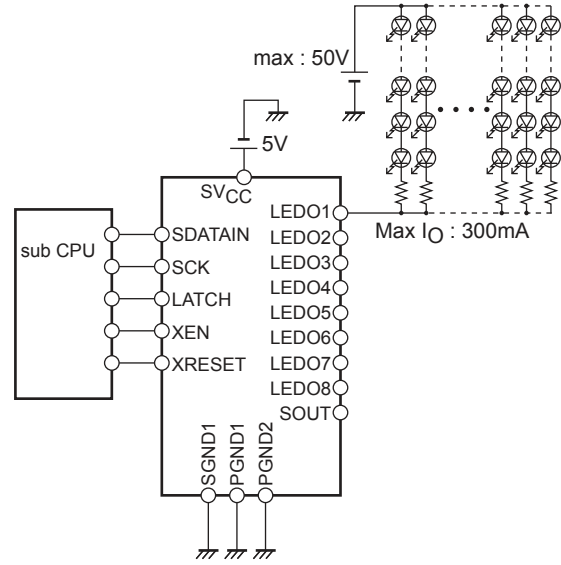 max : 50V
5V
SVCC
LEDO1
Max IO : 300mA
sub CPU
SDATAIN
LEDO2
SCK
LEDO3
LATCH
LEDO4
LEDO5
XEN
LEDO6
XRESET
LEDO7
LEDO8
SOUT
SGND1
PGND1
PGND2